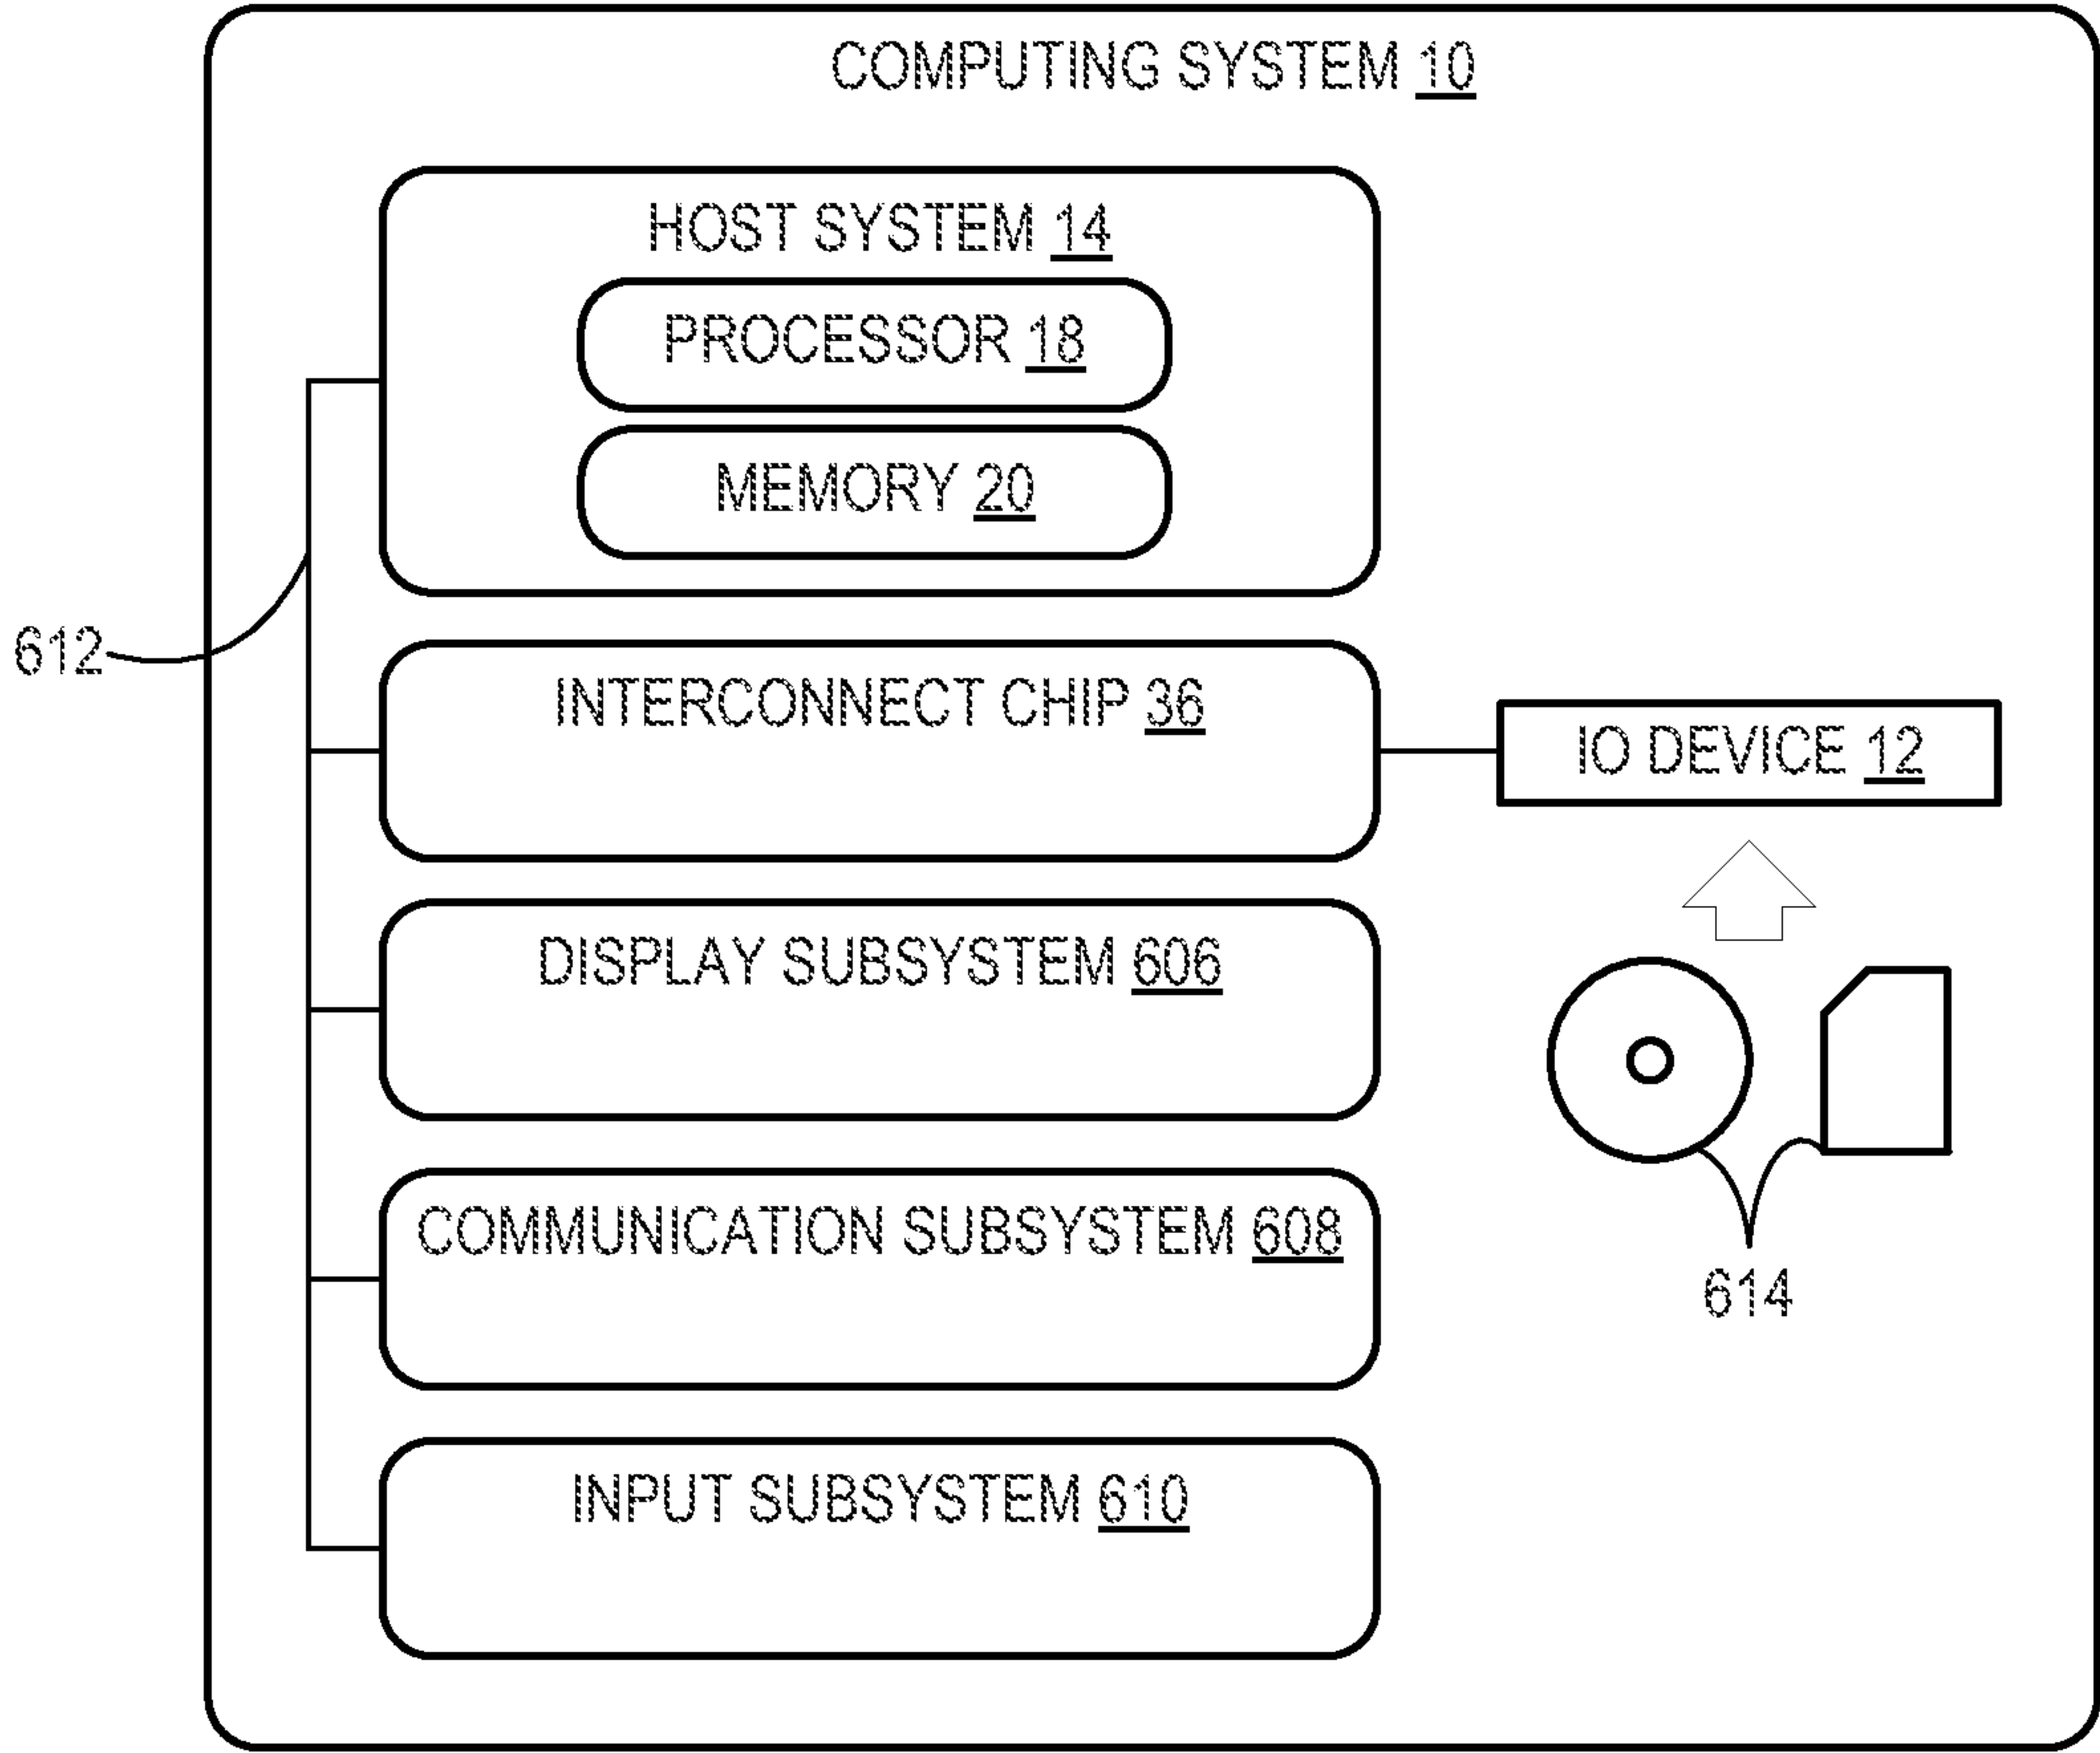 COMPUTING SYSTEM 10
HOST SYSTEM 14
PROCESSOR 18
MEMORY 20
612
INTERCONNECT CHIP 36
IO DEVICE 12
DISPLAY SUBSYSTEM 606
COMMUNICATION SUBSYSTEM 608
614
INPUT SUBSYSTEM 610